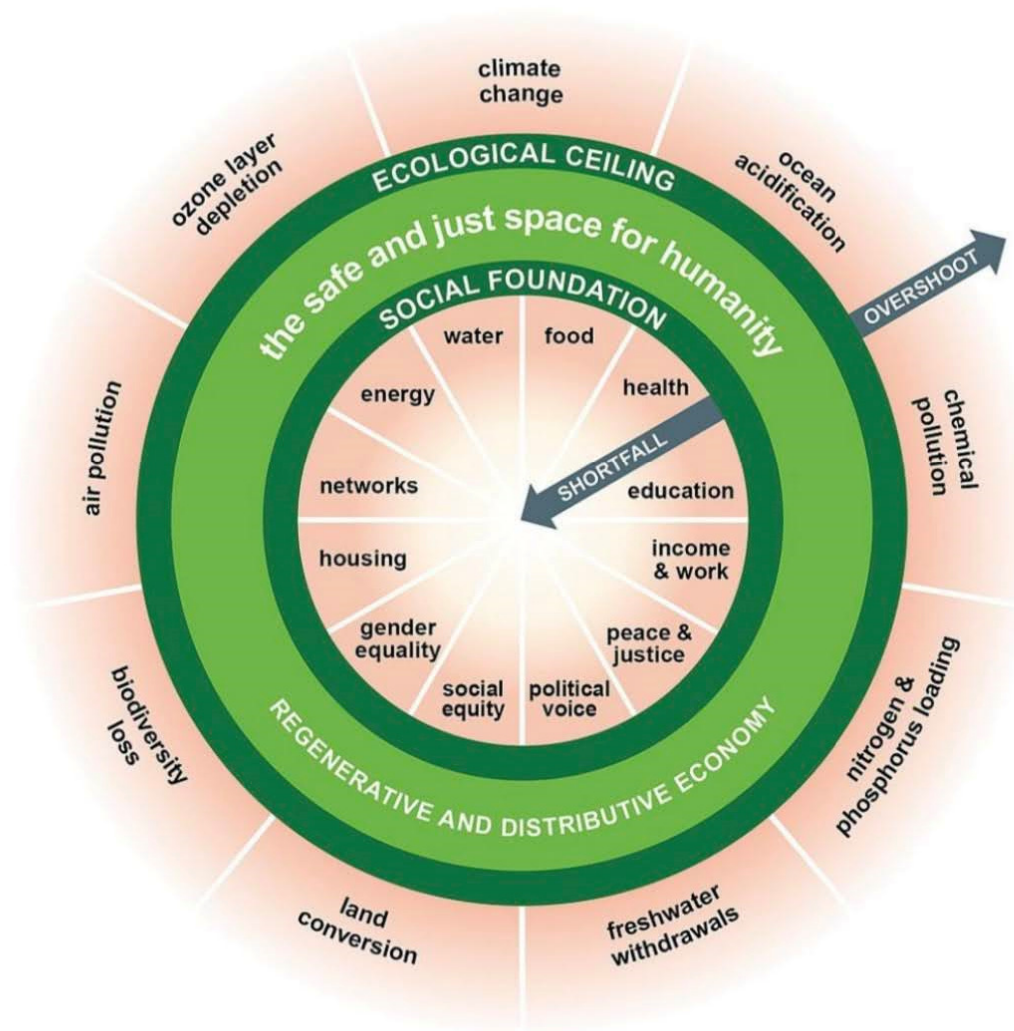 climate
change
ocean
acidification
OVERSHOOT
chemical
pollution
nitrogen &
phosphorus loading
freshwater
withdrawals
land
conversion
biodiversity
loss
air pollution
ozone layer
depletion
ECOLOGICAL CEILING
the safe and just space for humanity
SOCIAL FOUNDATION
water
food
health
SHORTFALL
education
income
& work
peace &
justice
political
voice
social
equity
gender
equality
housing
networks
energy
REGENERATIVE AND DISTRIBUTIVE ECONOMY